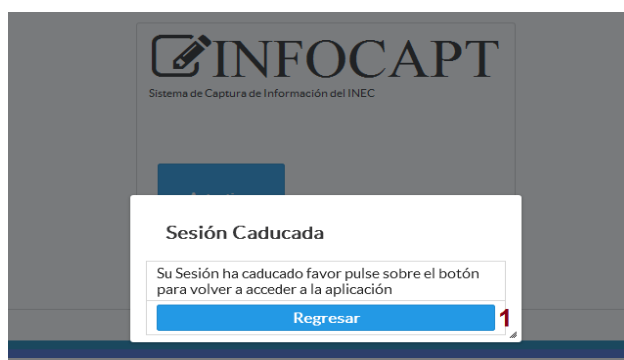 INFOCAPT
Sistema de Captura de Información del INEC
Sesión Caducada
Su Sesión ha caducado favor pulse sobre el botón
para volver a acceder a la aplicación
Regresar 1